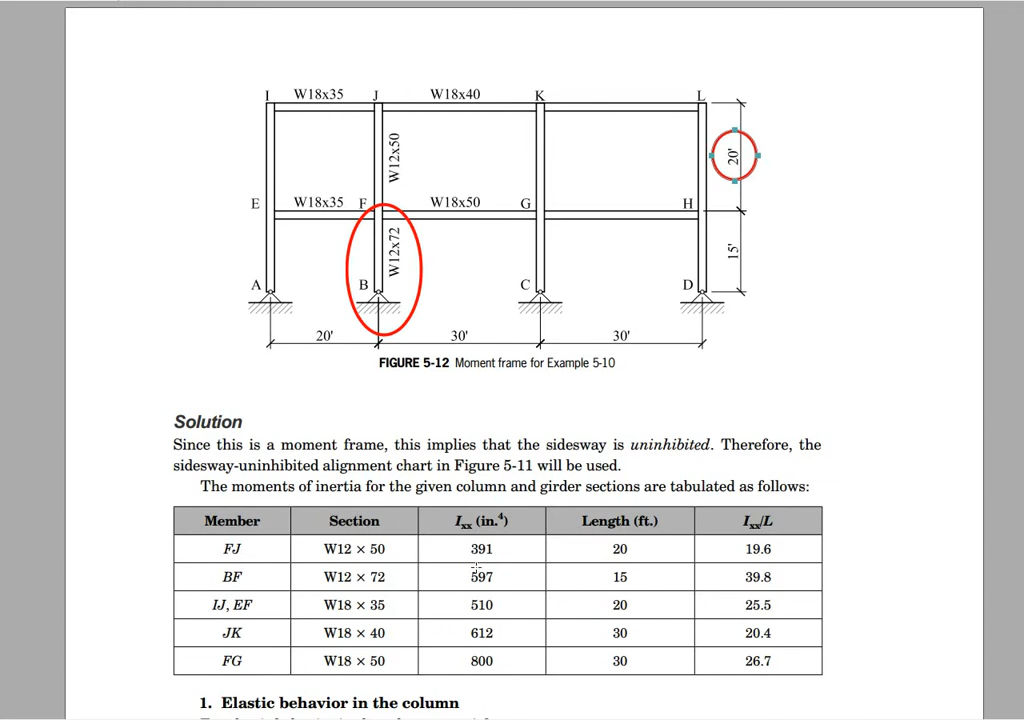 I W18x35 J W18x40 K L
W12x50
20'
E W18x35 F W18x50 G H
W12x72
15'
A B C D
20' 30' 30'
FIGURE 5-12 Moment frame for Example 5-10
Solution
Since this is a moment frame, this implies that the sidesway is uninhibited. Therefore, the
sidesway-uninhibited alignment chart in Figure 5-11 will be used.
The moments of inertia for the given column and girder sections are tabulated as follows:
Member Section Ixx (in.⁴) Length (ft.) Ixx/L
FJ W12 × 50 391 20 19.6
BF W12 × 72 597 15 39.8
IJ, EF W18 × 35 510 20 25.5
JK W18 × 40 612 30 20.4
FG W18 × 50 800 30 26.7
1. Elastic behavior in the column